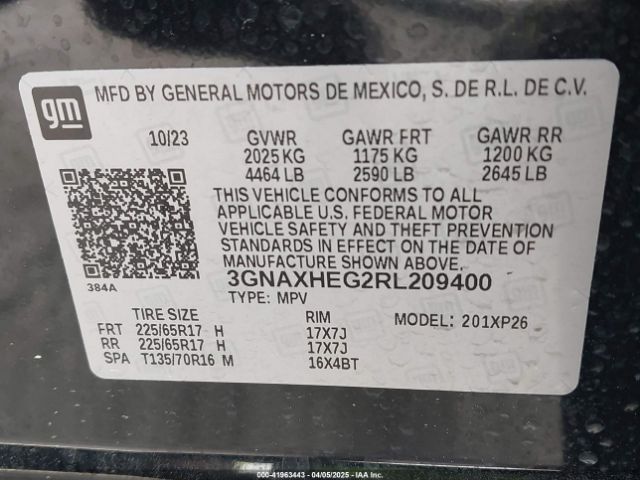 gm
MFD BY GENERAL MOTORS DE MEXICO, S. DE R.L. DE C.V.
10/23 GVWR GAWR FRT GAWR RR
2025 KG 1175 KG 1200 KG
4464 LB 2590 LB 2645 LB
THIS VEHICLE CONFORMS TO ALL
APPLICABLE U.S. FEDERAL MOTOR
VEHICLE SAFETY AND THEFT PREVENTION
STANDARDS IN EFFECT ON THE DATE OF
MANUFACTURE SHOWN ABOVE.
384A 3GNAXHEG2RL209400
TYPE: MPV
TIRE SIZE RIM MODEL: 201XP26
FRT 225/65R17 H 17X7J
RR 225/65R17 H 17X7J
SPA T135/70R16 M 16X4BT
Stock No: 41963443 - 04/05/2025 - IAA Inc.